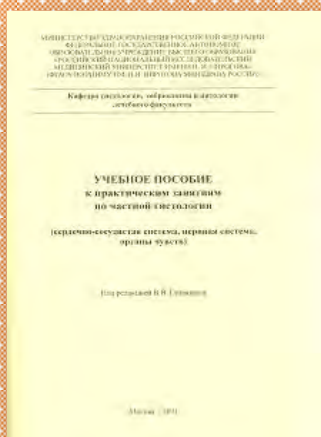 МИНИСТЕРСТВО ЗДРАВООХРАНЕНИЯ РОССИЙСКОЙ ФЕДЕРАЦИИ
ФЕДЕРАЛЬНОЕ ГОСУДАРСТВЕННОЕ АВТОНОМНОЕ
ОБРАЗОВАТЕЛЬНОЕ УЧРЕЖДЕНИЕ ВЫСШЕГО ОБРАЗОВАНИЯ
«РОССИЙСКИЙ НАЦИОНАЛЬНЫЙ ИССЛЕДОВАТЕЛЬСКИЙ
МЕДИЦИНСКИЙ УНИВЕРСИТЕТ ИМЕНИ Н. И. ПИРОГОВА»
Кафедра гистологии, эмбриологии и цитологии
лечебного факультета
УЧЕБНОЕ ПОСОБИЕ
к практическим занятиям
по частной гистологии
(сердечно-сосудистая система, нервная система,
органы чувств)
Под редакцией В.В.
Москва